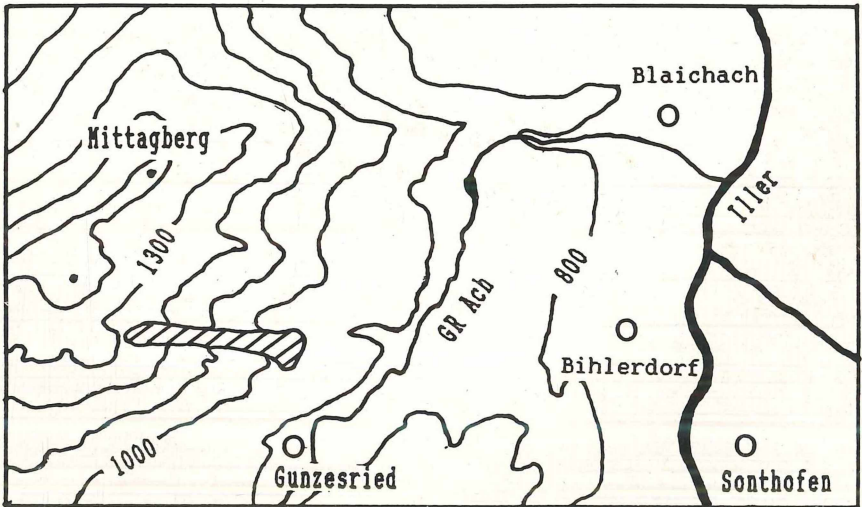 Blaichach
Mittagberg
Iller
1300
800
GR Ach
Bihlerdorf
1000
Gunzesried
Sonthofen